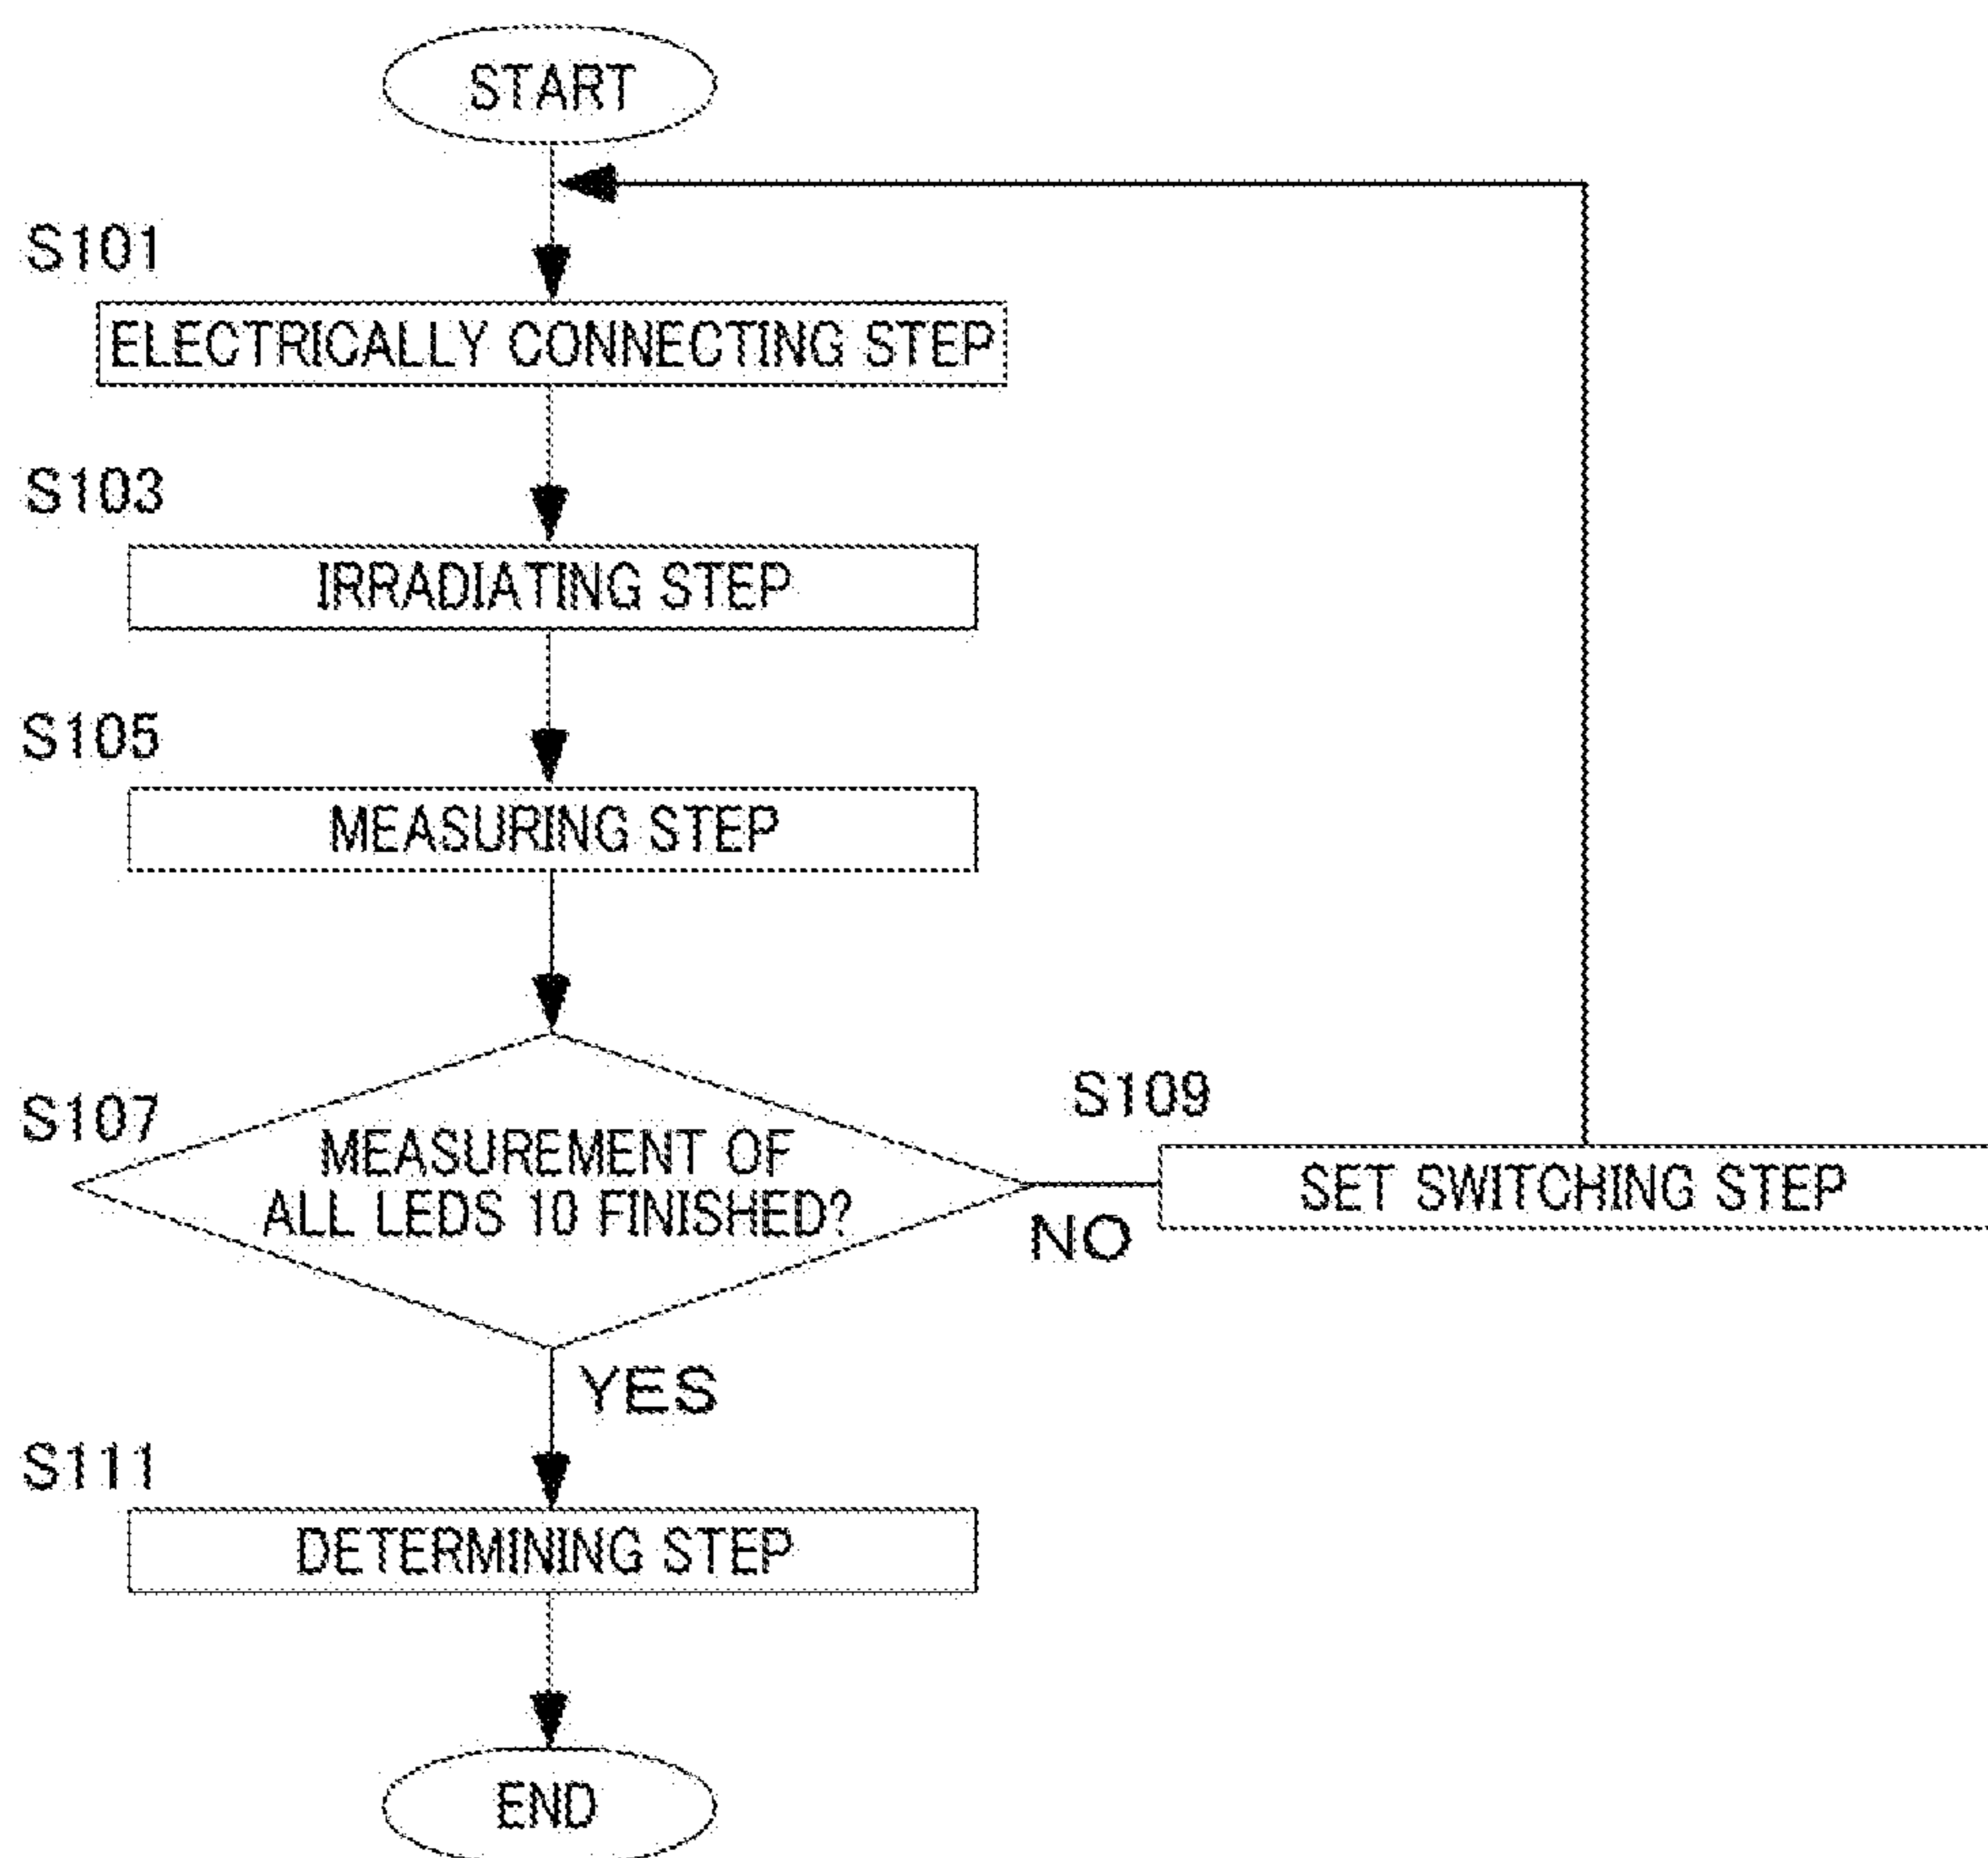 START
S101
ELECTRICALLY CONNECTING STEP
S103
IRRADIATING STEP
S105
MEASURING STEP
S107
MEASUREMENT OF
ALL LEDS 10 FINISHED?
NO
S109
SET SWITCHING STEP
YES
S111
DETERMINING STEP
END